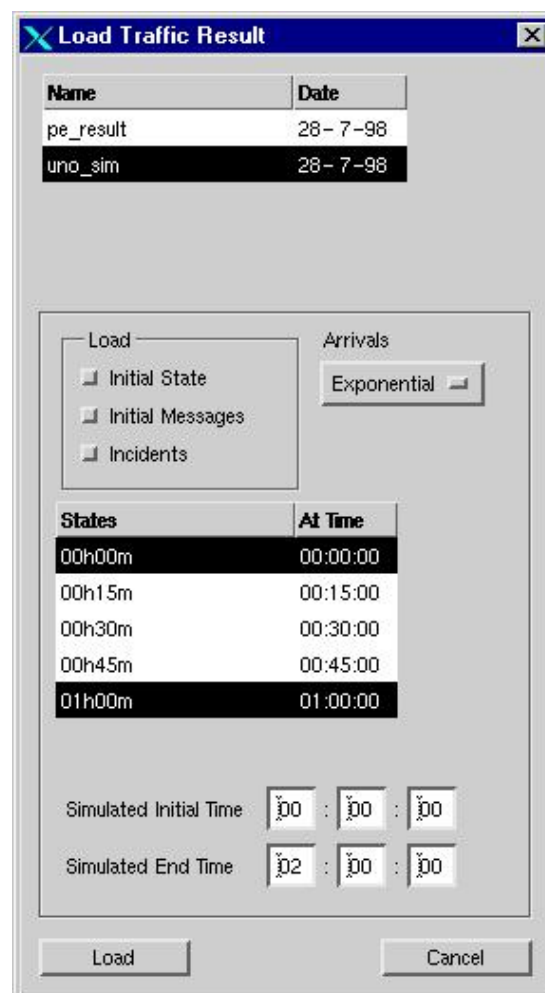 Load Traffic Result
Name Date
pe_result 28-7-98
uno_sim 28-7-98
Load
Initial State
Initial Messages
Incidents
Arrivals
Exponential
States At Time
00h00m 00:00:00
00h15m 00:15:00
00h30m 00:30:00
00h45m 00:45:00
01h00m 01:00:00
Simulated Initial Time 00 : 00 : 00
Simulated End Time 02 : 00 : 00
Load Cancel